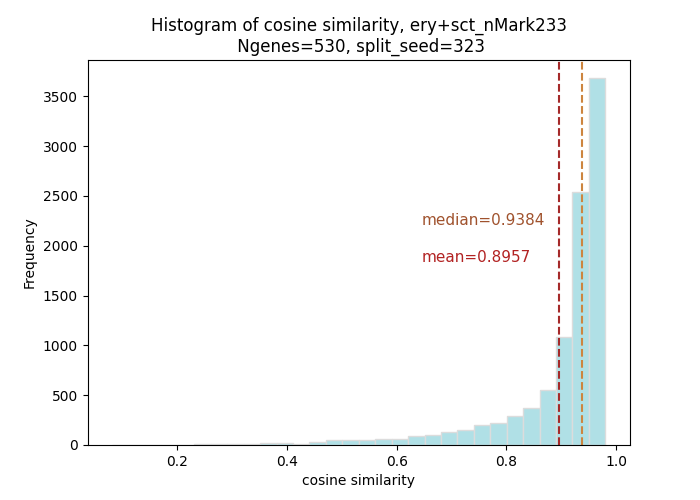 Histogram of cosine similarity, ery+sct_nMark233
Ngenes=530, split_seed=323
3500
3000
2500
2000
1500
1000
500
0
Frequency
median=0.9384
mean=0.8957
0.2
0.4
0.6
0.8
1.0
cosine similarity